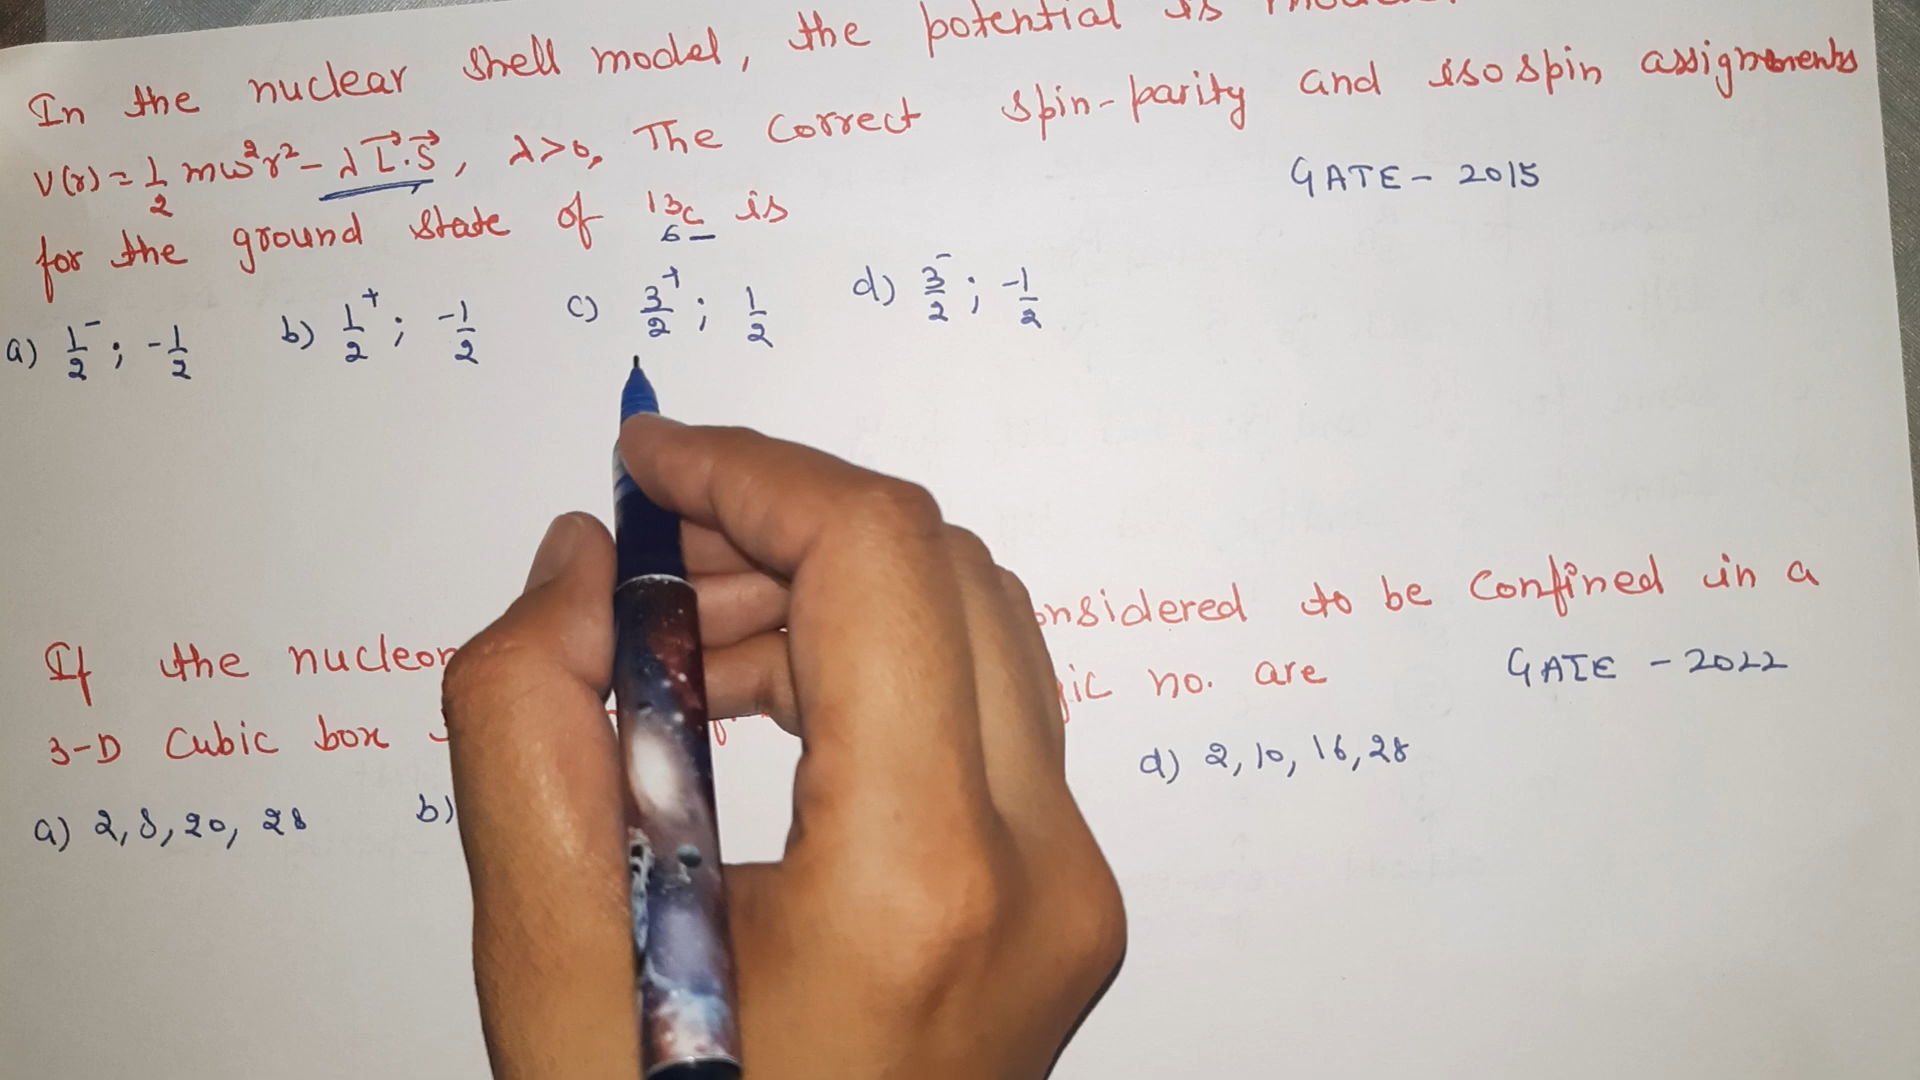 In the nuclear shell model, the potential is
V(r) = 1/2 mω²r² - λ L⃗.S⃗, λ>0, The correct spin-parity and isospin assignments
for the ground state of ¹³₆C is GATE - 2015
a) 1/2⁻ ; -1/2 b) 1/2⁺ ; -1/2 c) 3/2⁺ ; 1/2 d) 3/2⁻ ; -1/2
If the nucleon onsidered to be confined in a
3-D cubic box no. are GATE - 2022
a) 2, 8, 20, 28 b) d) 2, 10, 16, 28